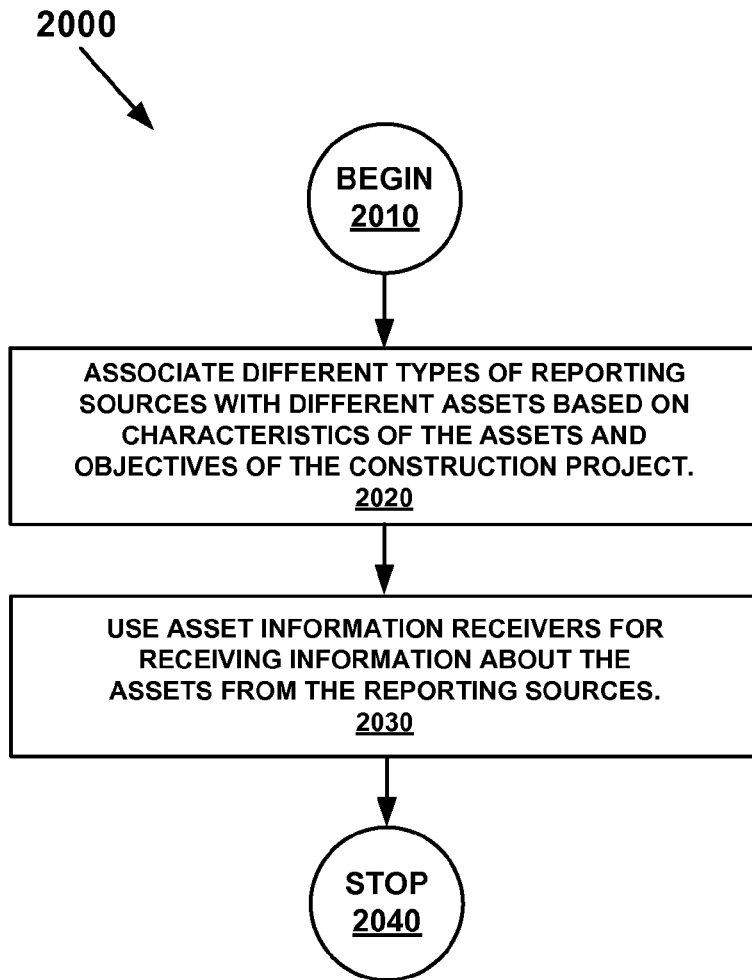 2000
BEGIN
2010
ASSOCIATE DIFFERENT TYPES OF REPORTING
SOURCES WITH DIFFERENT ASSETS BASED ON
CHARACTERISTICS OF THE ASSETS AND
OBJECTIVES OF THE CONSTRUCTION PROJECT.
2020
USE ASSET INFORMATION RECEIVERS FOR
RECEIVING INFORMATION ABOUT THE
ASSETS FROM THE REPORTING SOURCES.
2030
STOP
2040